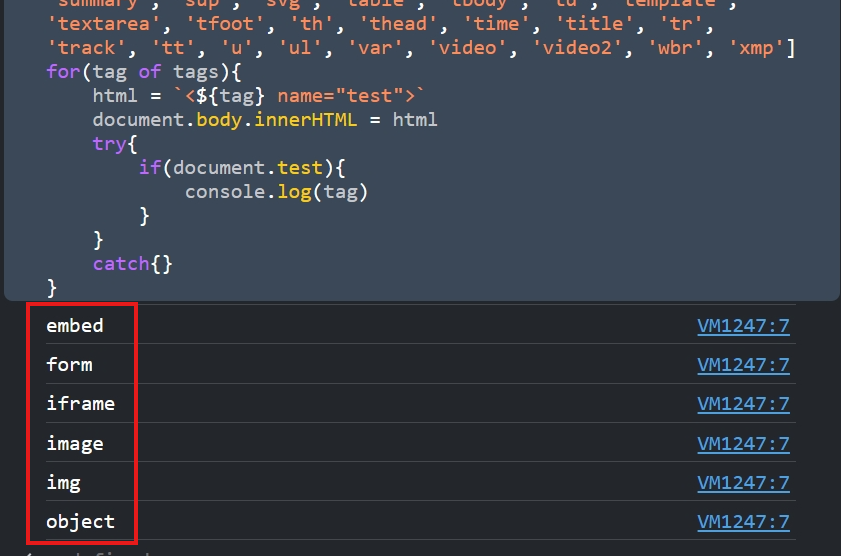 'summary', 'sup', 'svg', 'table', 'tbody', 'td', 'template',
'textarea', 'tfoot', 'th', 'thead', 'time', 'title', 'tr',
'track', 'tt', 'u', 'ul', 'var', 'video', 'video2', 'wbr', 'xmp']
for(tag of tags){
html = `<${tag} name="test">`
document.body.innerHTML = html
try{
if(document.test){
console.log(tag)
}
}
catch{}
}
embed VM1247:7
form VM1247:7
iframe VM1247:7
image VM1247:7
img VM1247:7
object VM1247:7